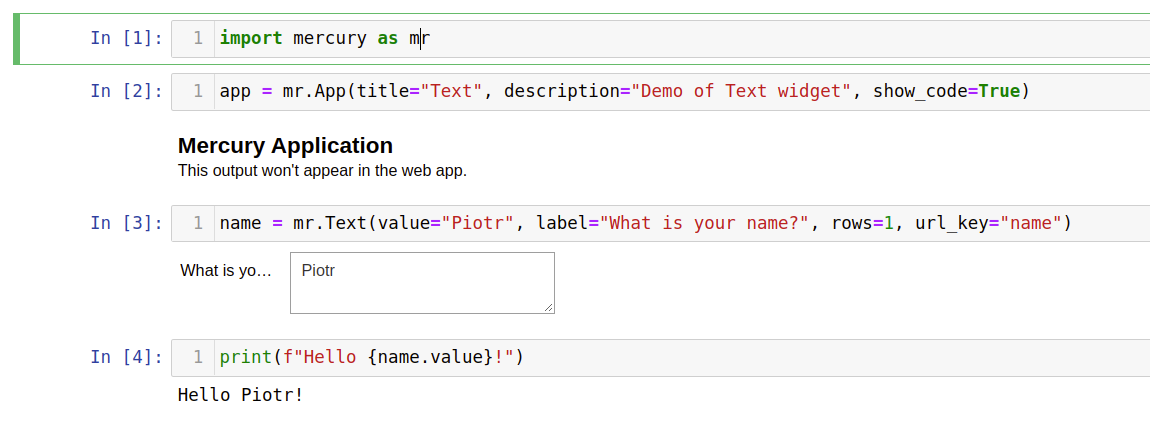 In [1]: 1 import mercury as mr
In [2]: 1 app = mr.App(title="Text", description="Demo of Text widget", show_code=True)
Mercury Application
This output won't appear in the web app.
In [3]: 1 name = mr.Text(value="Piotr", label="What is your name?", rows=1, url_key="name")
What is yo… Piotr
In [4]: 1 print(f"Hello {name.value}!")
Hello Piotr!